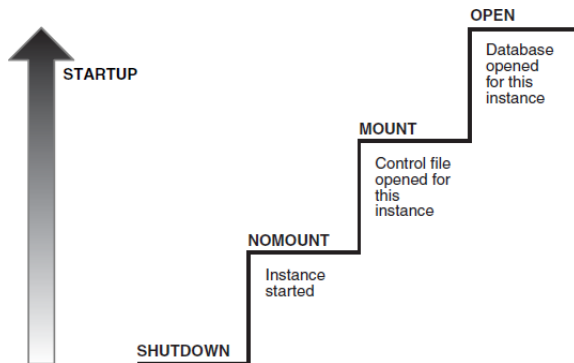 OPEN
Database
opened
for this
instance
STARTUP
MOUNT
Control file
opened for
this
instance
NOMOUNT
Instance
started
SHUTDOWN